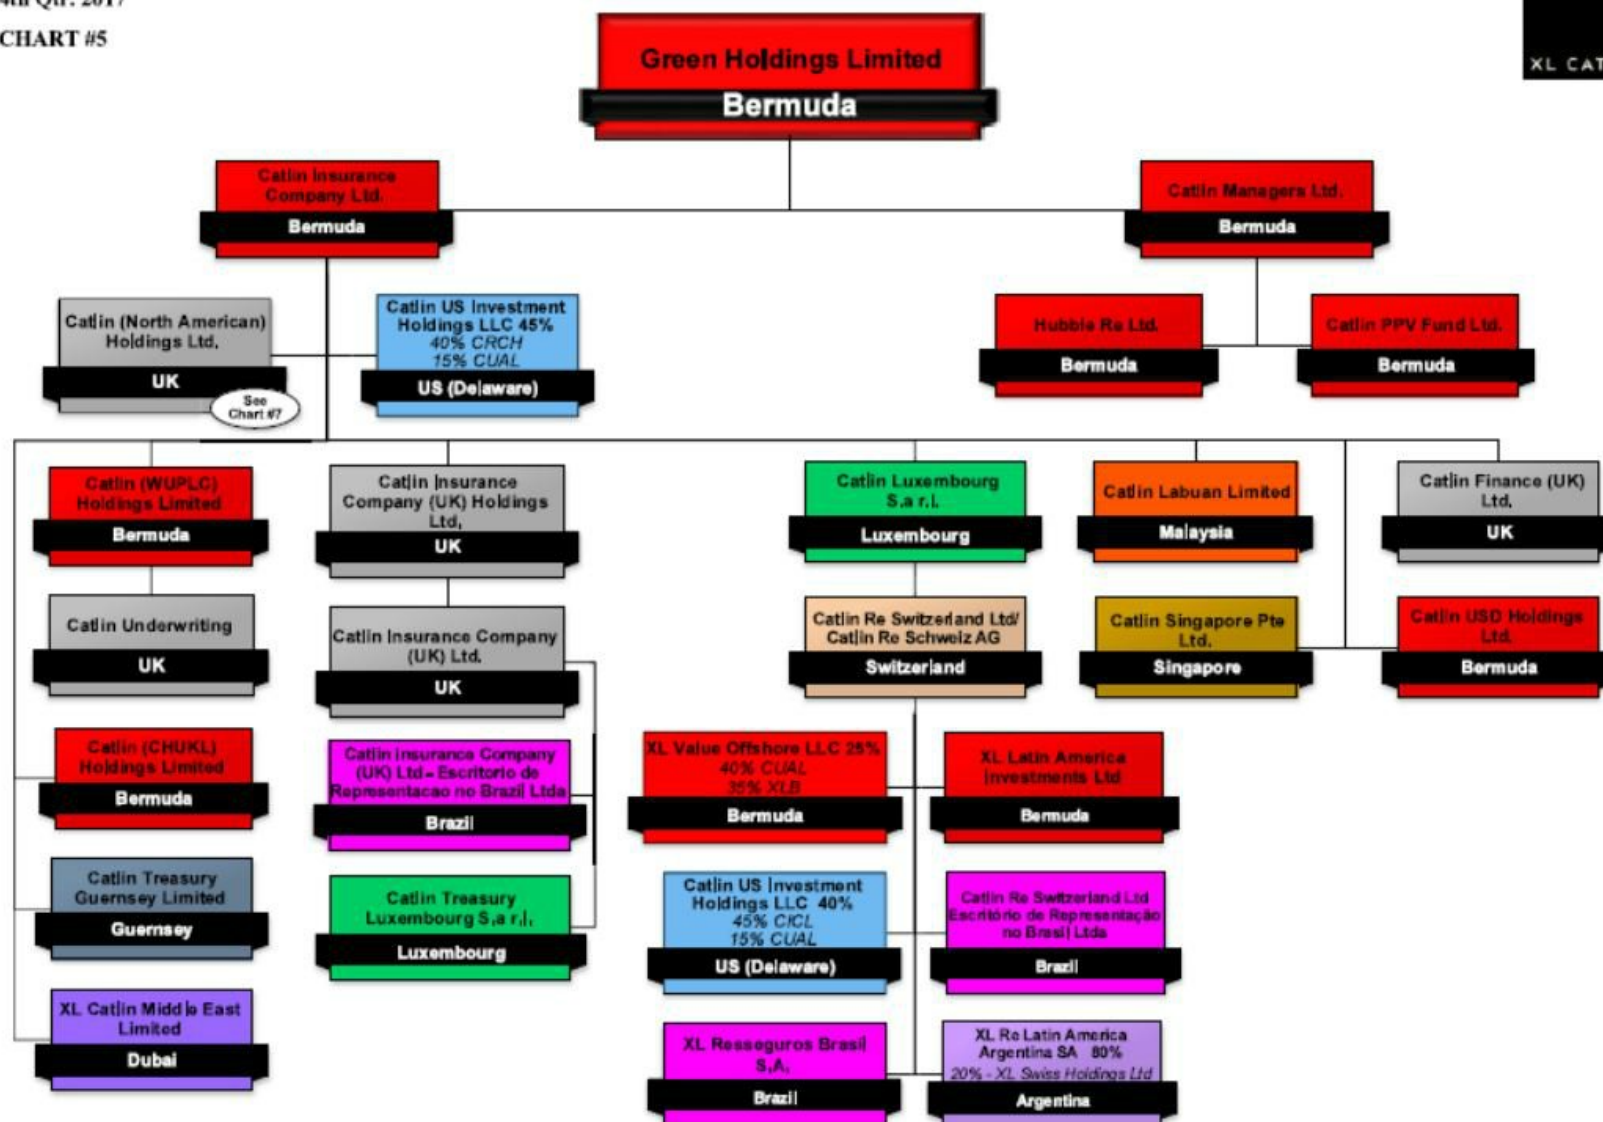 4th Qtr. 2017
CHART #5
XL CAT
Green Holdings Limited
Bermuda
Catlin Insurance
Company Ltd.
Bermuda
Catlin Managers Ltd.
Bermuda
Catlin (North American)
Holdings Ltd.
UK
See
Chart #7
Catlin US Investment
Holdings LLC 45%
40% CRCH
15% CUAL
US (Delaware)
Hubble Re Ltd.
Bermuda
Catlin PPV Fund Ltd.
Bermuda
Catlin (WUPLC)
Holdings Limited
Bermuda
Catlin Insurance
Company (UK) Holdings
Ltd.
UK
Catlin Luxembourg
S.a r.l.
Luxembourg
Catlin Labuan Limited
Malaysia
Catlin Finance (UK)
Ltd.
UK
Catlin Underwriting
UK
Catlin Insurance Company
(UK) Ltd.
UK
Catlin Re Switzerland Ltd/
Catlin Re Schweiz AG
Switzerland
Catlin Singapore Pte
Ltd.
Singapore
Catlin USD Holdings
Ltd.
Bermuda
Catlin (CHUKL)
Holdings Limited
Bermuda
Catlin Insurance Company
(UK) Ltd - Escritorio de
Representacao no Brazil Ltda
Brazil
XL Value Offshore LLC 25%
40% CUAL
35% XLB
Bermuda
XL Latin America
Investments Ltd
Bermuda
Catlin Treasury
Guernsey Limited
Guernsey
Catlin Treasury
Luxembourg S.a r.l.
Luxembourg
Catlin US Investment
Holdings LLC 40%
45% CICL
15% CUAL
US (Delaware)
Catlin Re Switzerland Ltd
Escritório de Representação
no Brasil Ltda
Brazil
XL Catlin Middle East
Limited
Dubai
XL Resseguros Brasil
S.A.
Brazil
XL Re Latin America
Argentina SA 80%
20% - XL Swiss Holdings Ltd
Argentina